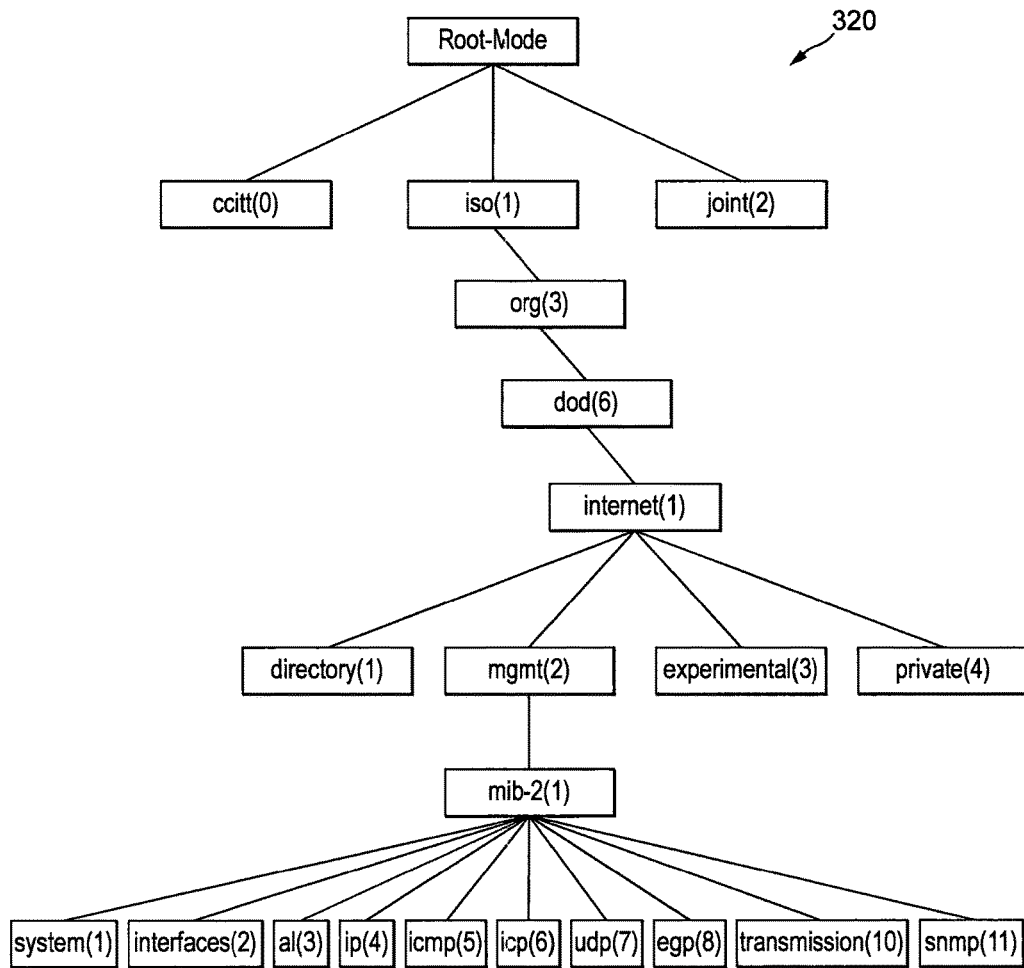 320
Root-Mode
ccitt(0) iso(1) joint(2)
org(3)
dod(6)
internet(1)
directory(1) mgmt(2) experimental(3) private(4)
mib-2(1)
system(1) interfaces(2) al(3) ip(4) icmp(5) icp(6) udp(7) egp(8) transmission(10) snmp(11)